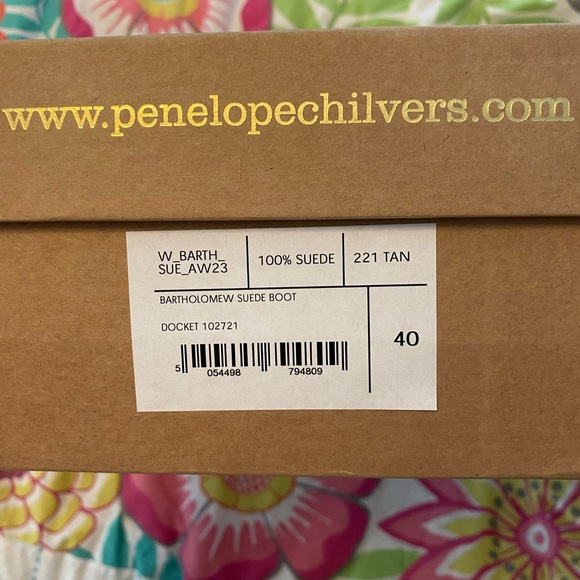 www.penelopechilvers.com
W_BARTH_
SUE_AW23
100% SUEDE
221 TAN
BARTHOLOMEW SUEDE BOOT
DOCKET 102721
40
5 054498 794809